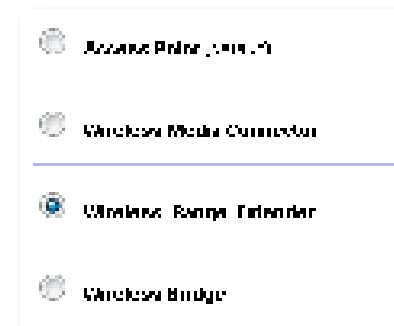 Access Point
Wireless Media Connector
Wireless Range Extender
Wireless Bridge